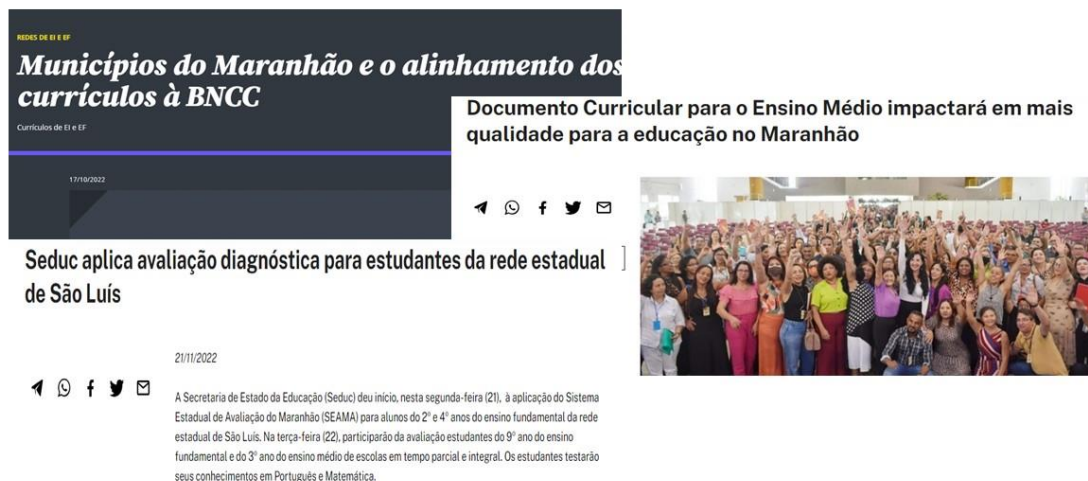 REDES DE EI E EF
Municípios do Maranhão e o alinhamento dos
currículos à BNCC
Currículos de EI e EF
17/10/2022
Documento Curricular para o Ensino Médio impactará em mais
qualidade para a educação no Maranhão
Seduc aplica avaliação diagnóstica para estudantes da rede estadual
de São Luís
21/11/2022
A Secretaria de Estado da Educação (Seduc) deu início, nesta segunda-feira (21), à aplicação do Sistema
Estadual de Avaliação do Maranhão (SEAMA) para alunos do 2º e 4º anos do ensino fundamental da rede
estadual de São Luís. Na terça-feira (22), participarão da avaliação estudantes do 9º ano do ensino
fundamental e do 3º ano do ensino médio de escolas em tempo parcial e integral. Os estudantes testarão
seus conhecimentos em Português e Matemática.